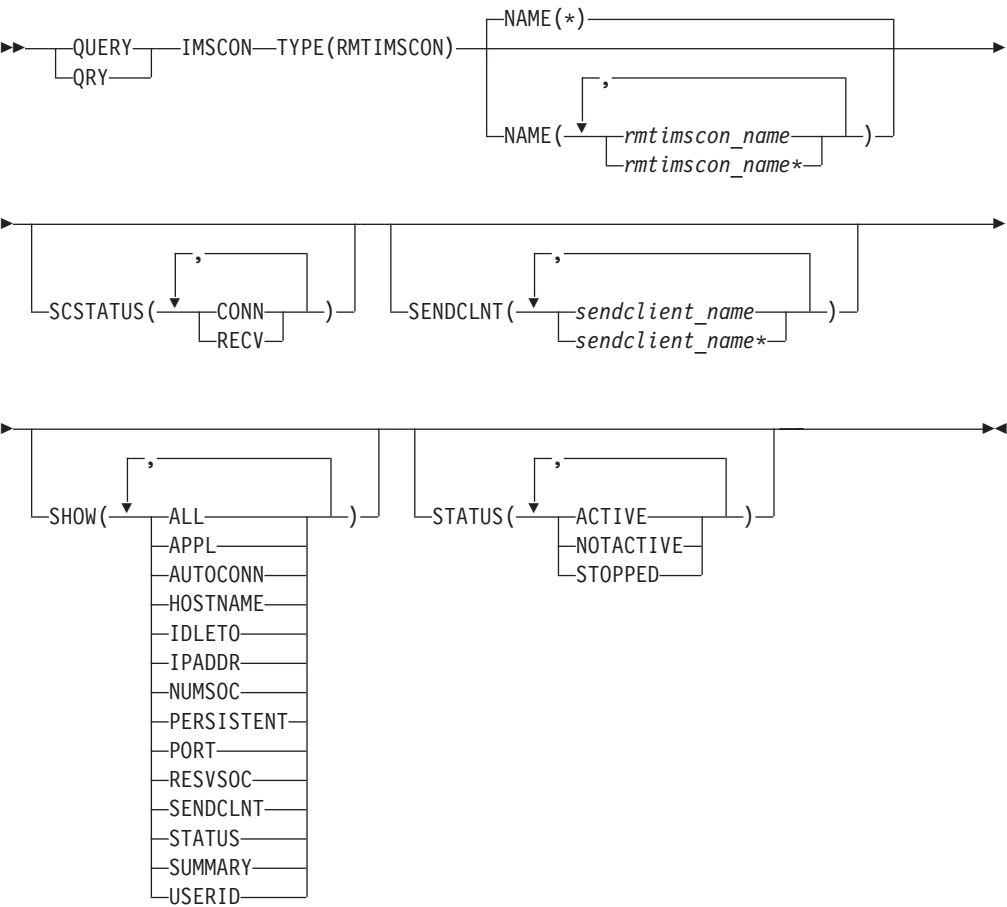 NAME(*)
QUERY IMSCON TYPE(RMTIMSCON)
QRY
,
NAME( rmtimscon_name )
rmtimscon_name*
, ,
SCSTATUS( CONN ) SENDCLNT( sendclient_name )
RECV sendclient_name*
, ,
SHOW( ALL ) STATUS( ACTIVE )
APPL NOTACTIVE
AUTOCONN STOPPED
HOSTNAME
IDLETO
IPADDR
NUMSOC
PERSISTENT
PORT
RESVSOC
SENDCLNT
STATUS
SUMMARY
USERID